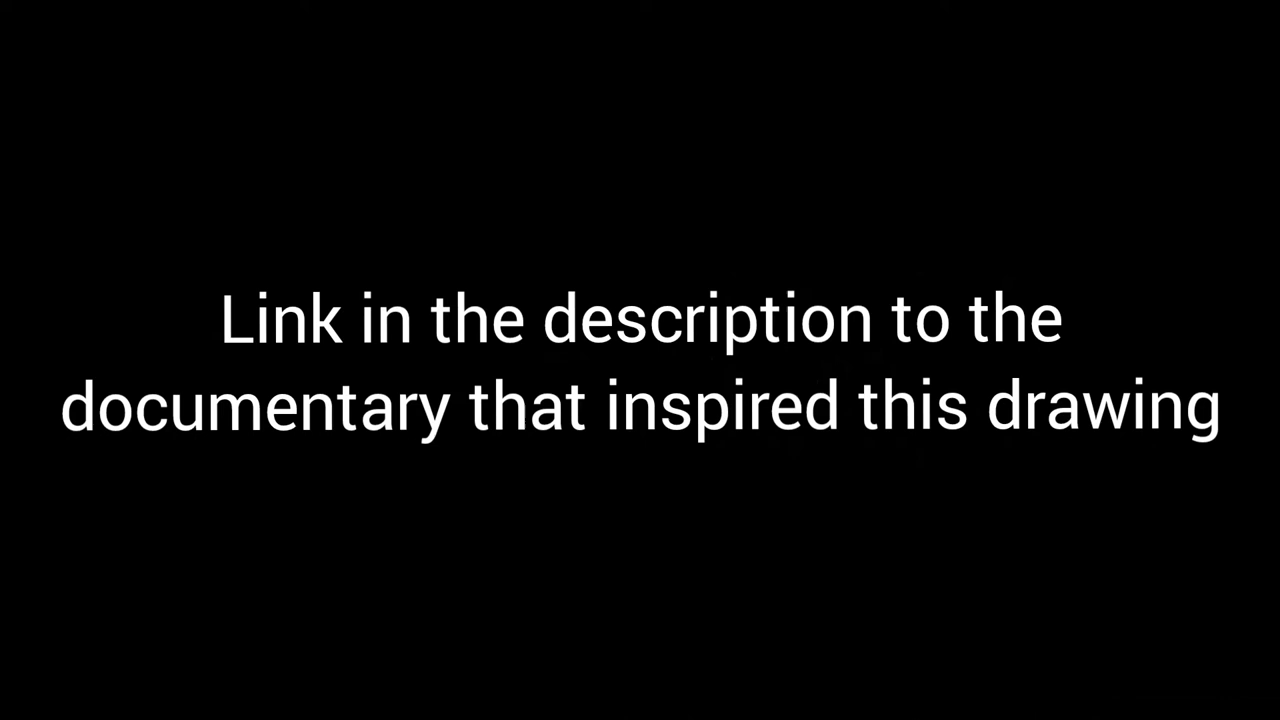 Link in the description to the
documentary that inspired this drawing